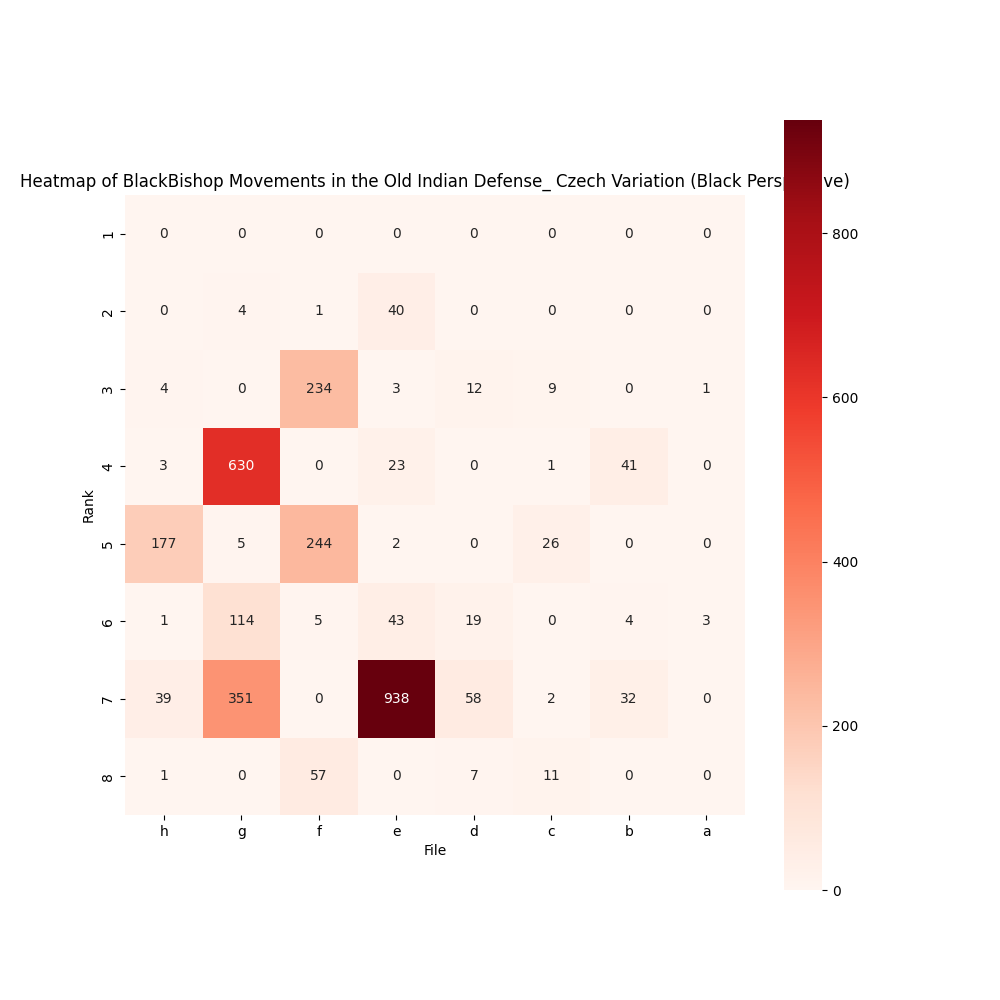 Heatmap of BlackBishop Movements in the Old Indian Defense_ Czech Variation (Black Pers ve)
1 0 0 0 0 0 0 0 0
2 0 4 1 40 0 0 0 0
3 4 0 234 3 12 9 0 1
4 3 630 0 23 0 1 41 0
5 177 5 244 2 0 26 0 0
6 1 114 5 43 19 0 4 3
7 39 351 0 938 58 2 32 0
8 1 0 57 0 7 11 0 0
h g f e d c b a
File
Rank
800
600
400
200
0